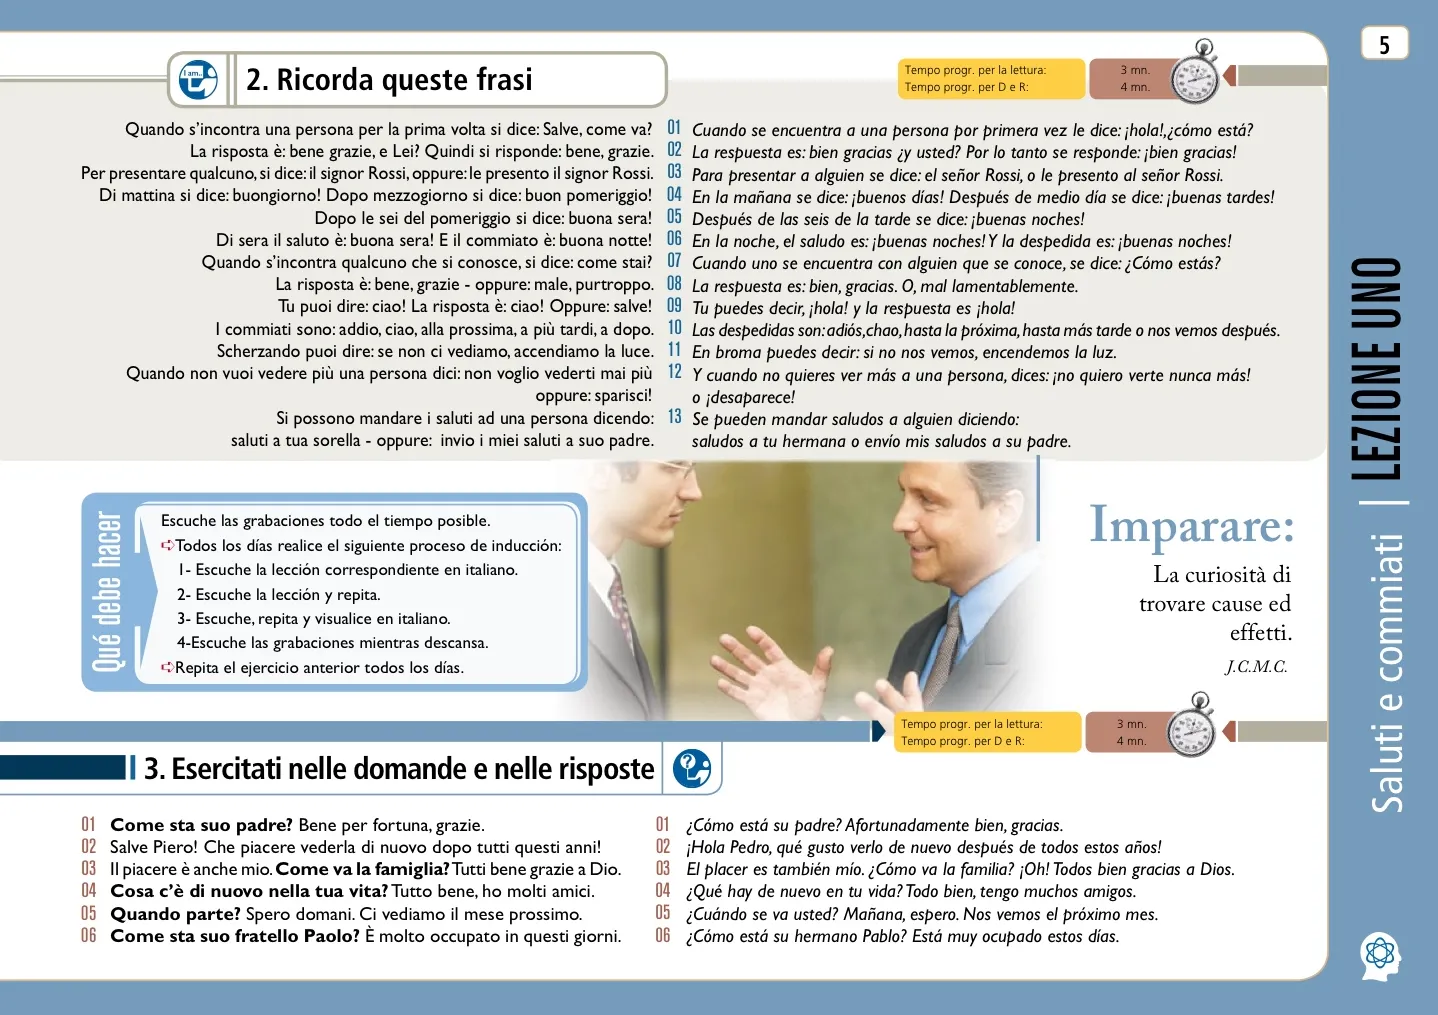 5
I am...
2. Ricorda queste frasi
Tempo progr. per la lettura: 3 mn.
Tempo progr. per D e R: 4 mn.
Quando s'incontra una persona per la prima volta si dice: Salve, come va?
La risposta è: bene grazie, e Lei? Quindi si risponde: bene, grazie.
Per presentare qualcuno, si dice: il signor Rossi, oppure: le presento il signor Rossi.
Di mattina si dice: buongiorno! Dopo mezzogiorno si dice: buon pomeriggio!
Dopo le sei del pomeriggio si dice: buona sera!
Di sera il saluto è: buona sera! E il commiato è: buona notte!
Quando s'incontra qualcuno che si conosce, si dice: come stai?
La risposta è: bene, grazie - oppure: male, purtroppo.
Tu puoi dire: ciao! La risposta è: ciao! Oppure: salve!
I commiati sono: addio, ciao, alla prossima, a più tardi, a dopo.
Scherzando puoi dire: se non ci vediamo, accendiamo la luce.
Quando non vuoi vedere più una persona dici: non voglio vederti mai più
oppure: sparisci!
Si possono mandare i saluti ad una persona dicendo:
saluti a tua sorella - oppure: invio i miei saluti a suo padre.
01 Cuando se encuentra a una persona por primera vez le dice: ¡hola!,¿cómo está?
02 La respuesta es: bien gracias ¿y usted? Por lo tanto se responde: ¡bien gracias!
03 Para presentar a alguien se dice: el señor Rossi, o le presento al señor Rossi.
04 En la mañana se dice: ¡buenos días! Después de medio día se dice: ¡buenas tardes!
05 Después de las seis de la tarde se dice: ¡buenas noches!
06 En la noche, el saludo es: ¡buenas noches! Y la despedida es: ¡buenas noches!
07 Cuando uno se encuentra con alguien que se conoce, se dice: ¿Cómo estás?
08 La respuesta es: bien, gracias. O, mal lamentablemente.
09 Tu puedes decir, ¡hola! y la respuesta es ¡hola!
10 Las despedidas son: adiós,chao, hasta la próxima, hasta más tarde o nos vemos después.
11 En broma puedes decir: si no nos vemos, encendemos la luz.
12 Y cuando no quieres ver más a una persona, dices: ¡no quiero verte nunca más!
o ¡desaparece!
13 Se pueden mandar saludos a alguien diciendo:
saludos a tu hermana o envío mis saludos a su padre.
Qué debe hacer
Escuche las grabaciones todo el tiempo posible.
➪Todos los días realice el siguiente proceso de inducción:
1- Escuche la lección correspondiente en italiano.
2- Escuche la lección y repita.
3- Escuche, repita y visualice en italiano.
4-Escuche las grabaciones mientras descansa.
➪Repita el ejercicio anterior todos los días.
Imparare:
La curiosità di
trovare cause ed
effetti.
J.C.M.C.
Tempo progr. per la lettura: 3 mn.
Tempo progr. per D e R: 4 mn.
3. Esercitati nelle domande e nelle risposte
?
01 Come sta suo padre? Bene per fortuna, grazie.
02 Salve Piero! Che piacere vederla di nuovo dopo tutti questi anni!
03 Il piacere è anche mio. Come va la famiglia? Tutti bene grazie a Dio.
04 Cosa c'è di nuovo nella tua vita? Tutto bene, ho molti amici.
05 Quando parte? Spero domani. Ci vediamo il mese prossimo.
06 Come sta suo fratello Paolo? È molto occupato in questi giorni.
01 ¿Cómo está su padre? Afortunadamente bien, gracias.
02 ¡Hola Pedro, qué gusto verlo de nuevo después de todos estos años!
03 El placer es también mío. ¿Cómo va la familia? ¡Oh! Todos bien gracias a Dios.
04 ¿Qué hay de nuevo en tu vida? Todo bien, tengo muchos amigos.
05 ¿Cuándo se va usted? Mañana, espero. Nos vemos el próximo mes.
06 ¿Cómo está su hermano Pablo? Está muy ocupado estos días.
Saluti e commiati | LEZIONE UNO